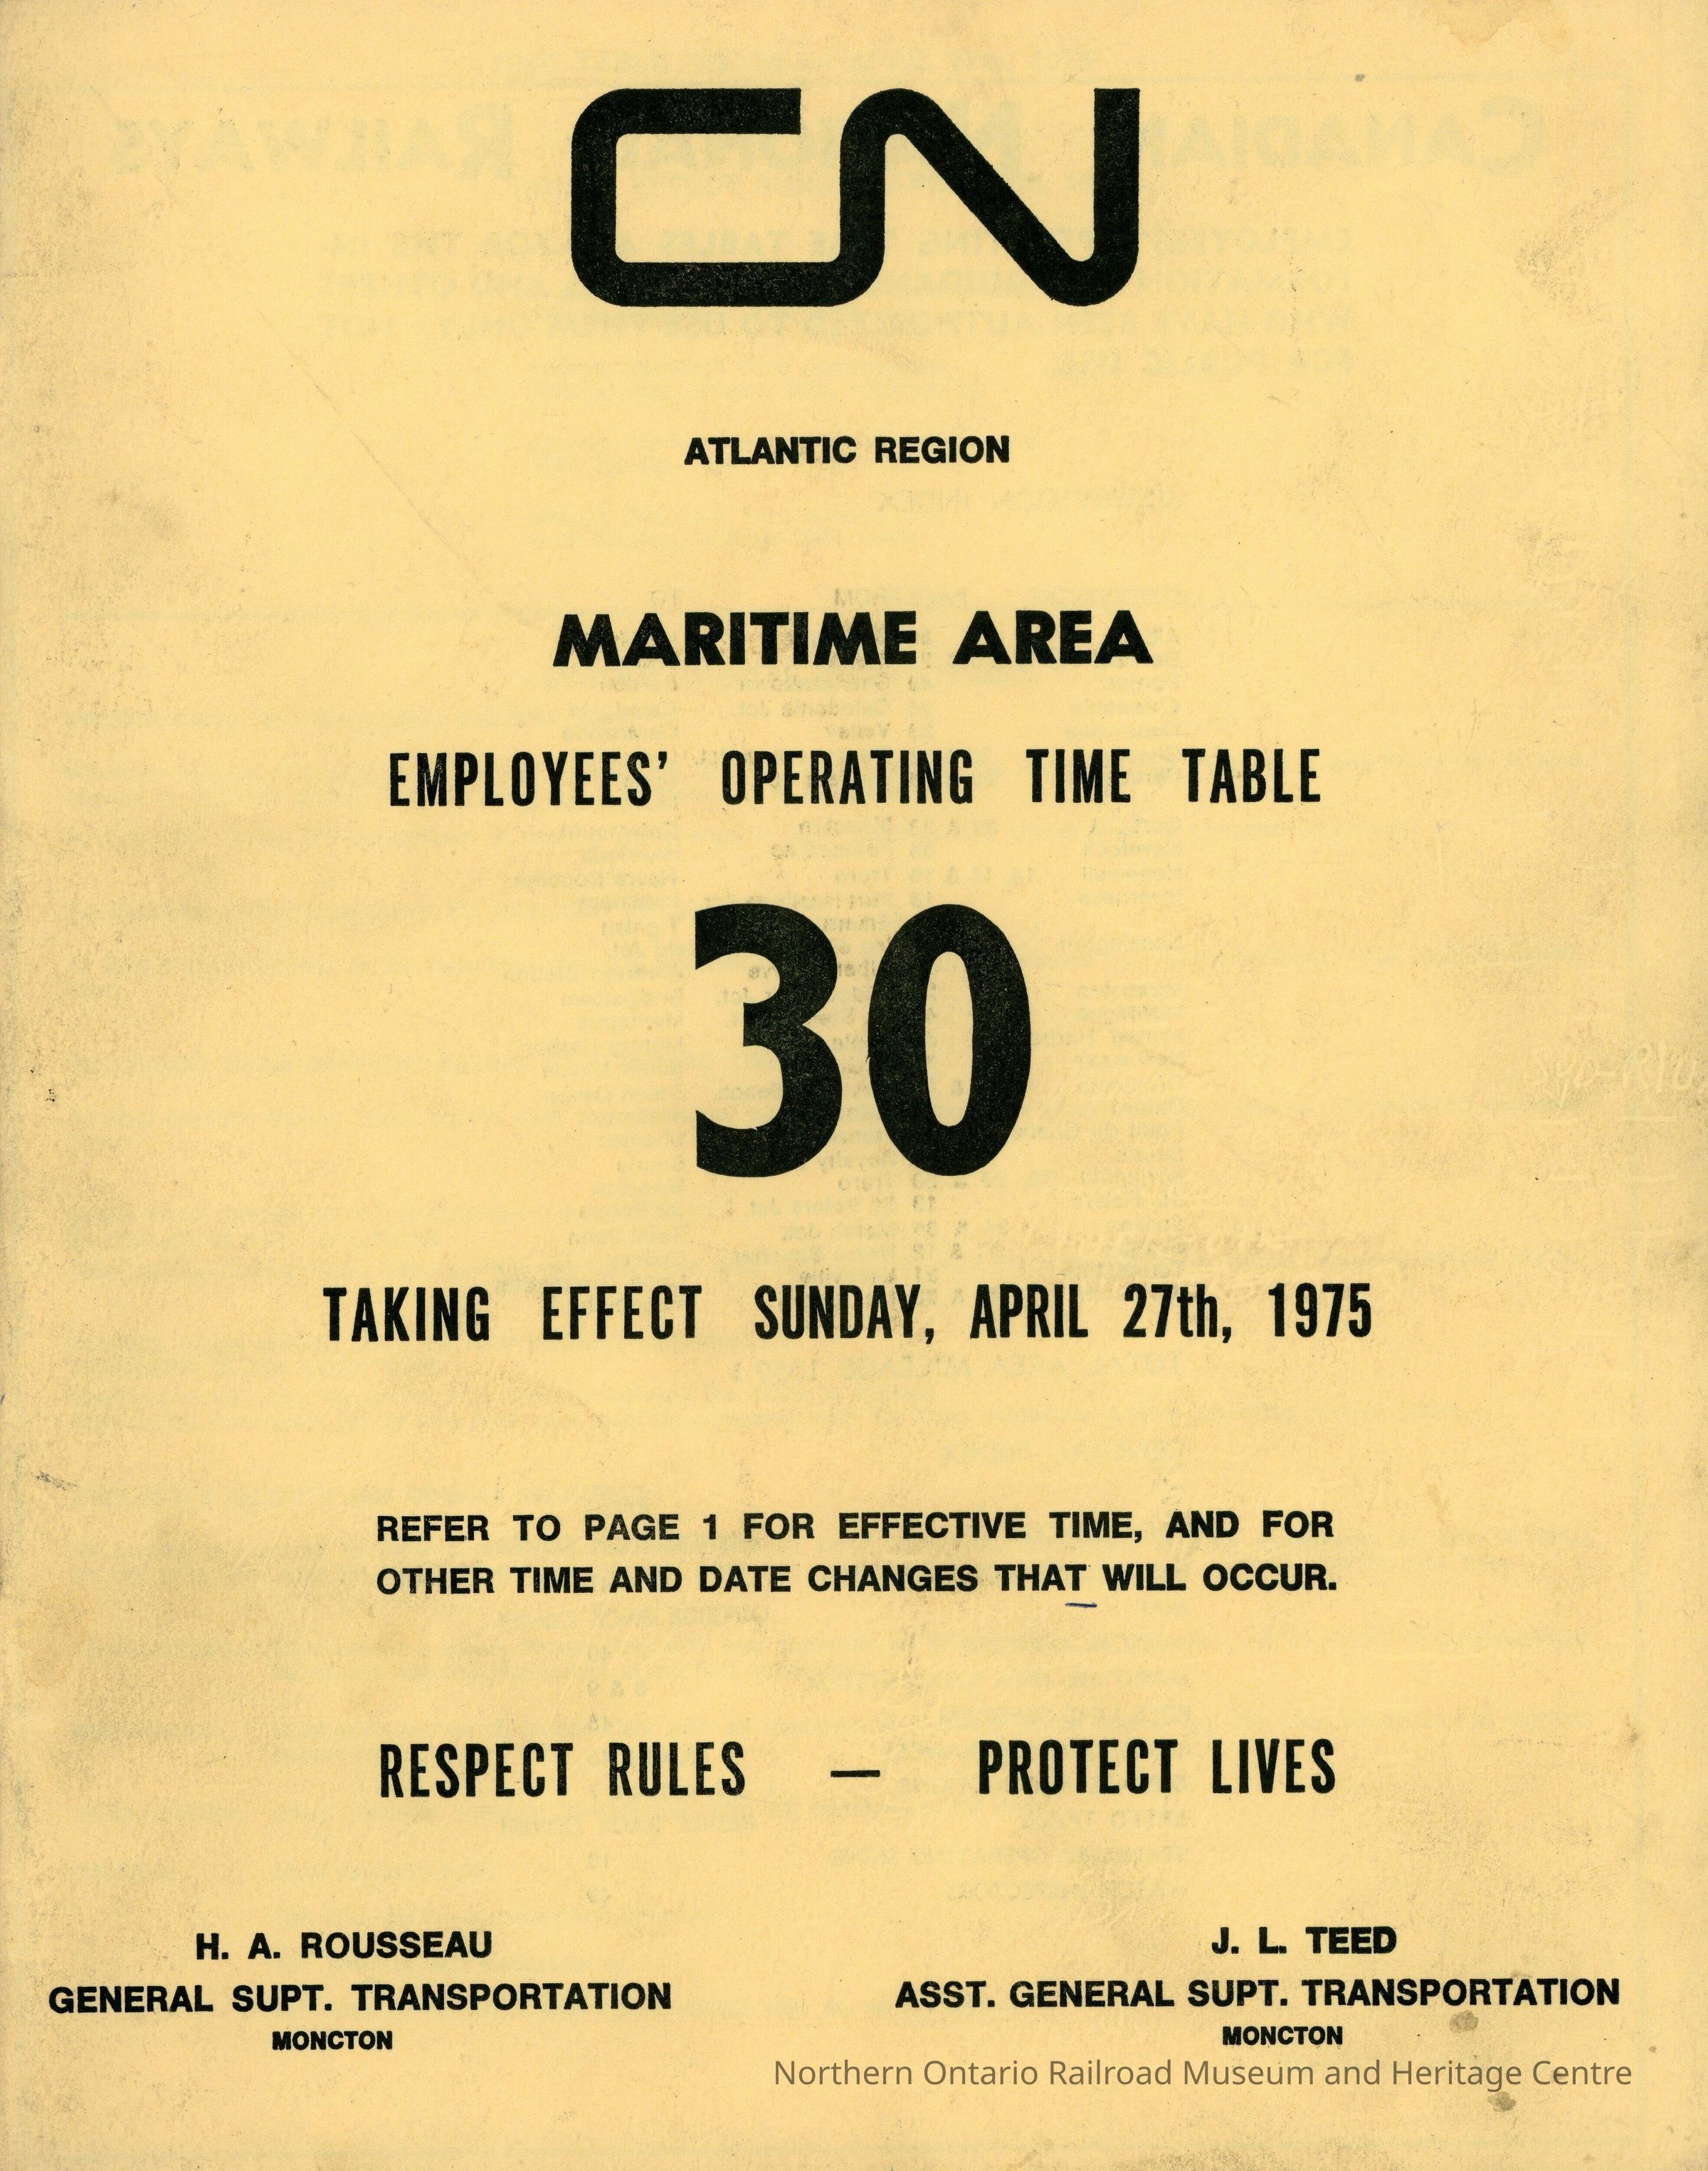 CN
ATLANTIC REGION
MARITIME AREA
EMPLOYEES' OPERATING TIME TABLE
30
TAKING EFFECT SUNDAY, APRIL 27th, 1975
REFER TO PAGE 1 FOR EFFECTIVE TIME, AND FOR
OTHER TIME AND DATE CHANGES THAT WILL OCCUR.
RESPECT RULES — PROTECT LIVES
H. A. ROUSSEAU
GENERAL SUPT. TRANSPORTATION
MONCTON
J. L. TEED
ASST. GENERAL SUPT. TRANSPORTATION
MONCTON
Northern Ontario Railroad Museum and Heritage Centre